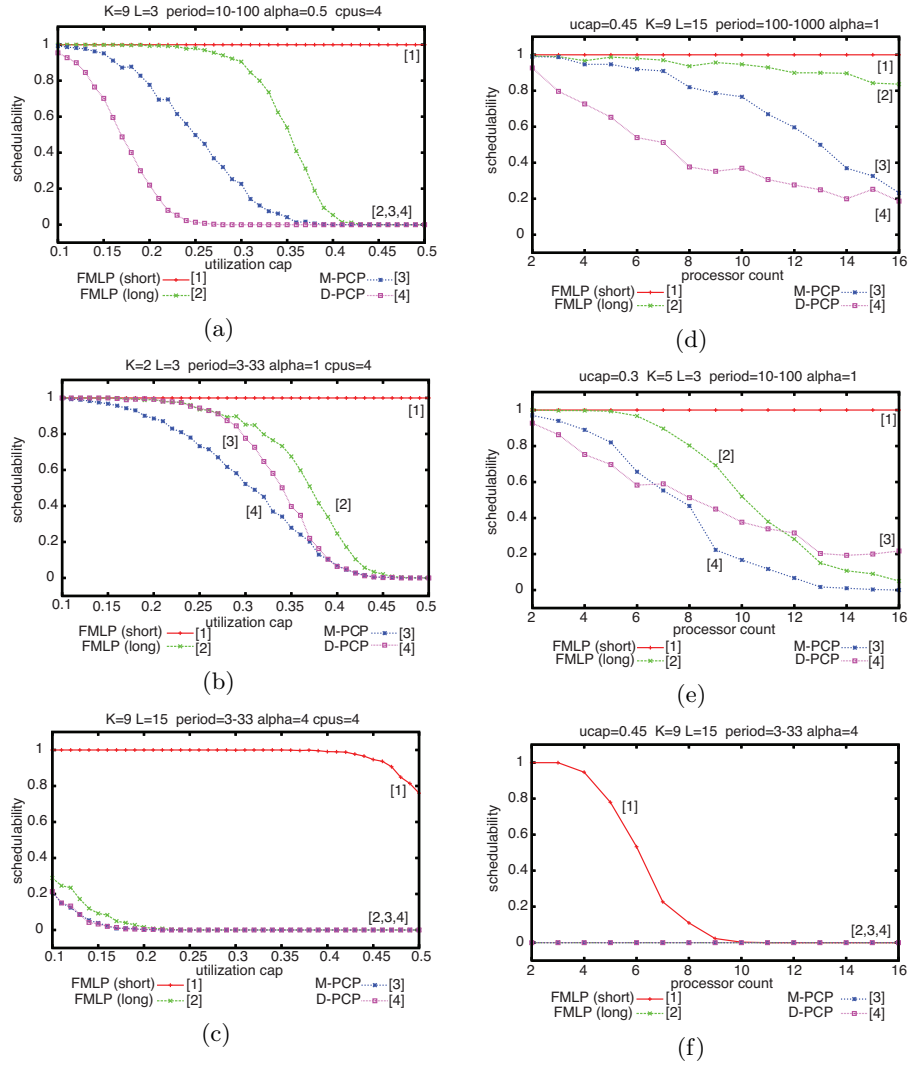 K=9 L=3 period=10-100 alpha=0.5 cpus=4
schedulability
1
0.8
0.6
0.4
0.2
0
[1]
[2,3,4]
0.1 0.15 0.2 0.25 0.3 0.35 0.4 0.45 0.5
utilization cap
FMLP (short) [1] M-PCP [3]
FMLP (long) [2] D-PCP [4]
(a)
ucap=0.45 K=9 L=15 period=100-1000 alpha=1
schedulability
1
0.8
0.6
0.4
0.2
0
[1]
[2]
[3]
[4]
2 4 6 8 10 12 14 16
processor count
FMLP (short) [1] M-PCP [3]
FMLP (long) [2] D-PCP [4]
(d)
K=2 L=3 period=3-33 alpha=1 cpus=4
schedulability
1
0.8
0.6
0.4
0.2
0
[1]
[3]
[2]
[4]
0.1 0.15 0.2 0.25 0.3 0.35 0.4 0.45 0.5
utilization cap
FMLP (short) [1] M-PCP [3]
FMLP (long) [2] D-PCP [4]
(b)
ucap=0.3 K=5 L=3 period=10-100 alpha=1
schedulability
1
0.8
0.6
0.4
0.2
0
[1]
[2]
[3]
[4]
2 4 6 8 10 12 14 16
processor count
FMLP (short) [1] M-PCP [3]
FMLP (long) [2] D-PCP [4]
(e)
K=9 L=15 period=3-33 alpha=4 cpus=4
schedulability
1
0.8
0.6
0.4
0.2
0
[1]
[2,3,4]
0.1 0.15 0.2 0.25 0.3 0.35 0.4 0.45 0.5
utilization cap
FMLP (short) [1] M-PCP [3]
FMLP (long) [2] D-PCP [4]
(c)
ucap=0.45 K=9 L=15 period=3-33 alpha=4
schedulability
1
0.8
0.6
0.4
0.2
0
[1]
[2,3,4]
2 4 6 8 10 12 14 16
processor count
FMLP (short) [1] M-PCP [3]
FMLP (long) [2] D-PCP [4]
(f)